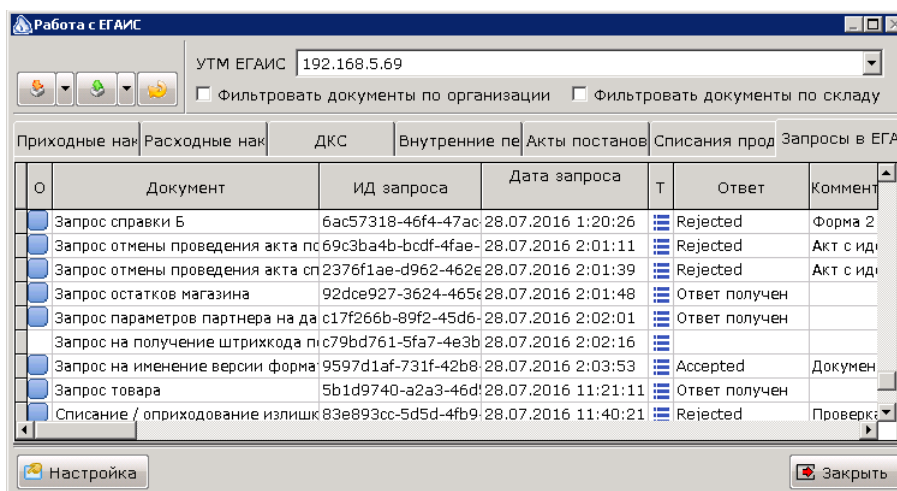 Работа с ЕГАИС
УТМ ЕГАИС 192.168.5.69
Фильтровать документы по организации Фильтровать документы по складу
Приходные нак Расходные нак ДКС Внутренние пе Акты постанов Списания прод Запросы в ЕГА
О Документ ИД запроса Дата запроса Т Ответ Коммент
Запрос справки Б 6ac57318-46f4-47ac- 28.07.2016 1:20:26 Rejected Форма 2
Запрос отмены проведения акта по 69c3ba4b-bcdf-4fae- 28.07.2016 2:01:11 Rejected Акт с иде
Запрос отмены проведения акта сп 2376f1ae-d962-462e 28.07.2016 2:01:39 Rejected Акт с иде
Запрос остатков магазина 92dce927-3624-465e 28.07.2016 2:01:48 Ответ получен
Запрос параметров партнера на да c17f266b-89f2-45d6- 28.07.2016 2:02:01 Ответ получен
Запрос на получение штрихкода п c79bd761-5fa7-4e3b 28.07.2016 2:02:16
Запрос на именение версии форма 9597d1af-731f-42b8- 28.07.2016 2:03:53 Accepted Докумен
Запрос товара 5b1d9740-a2a3-46d 28.07.2016 11:21:11 Ответ получен
Списание / оприходование излишк 83e893cc-5d5d-4fb9- 28.07.2016 11:40:21 Rejected Проверка
Настройка Закрыть